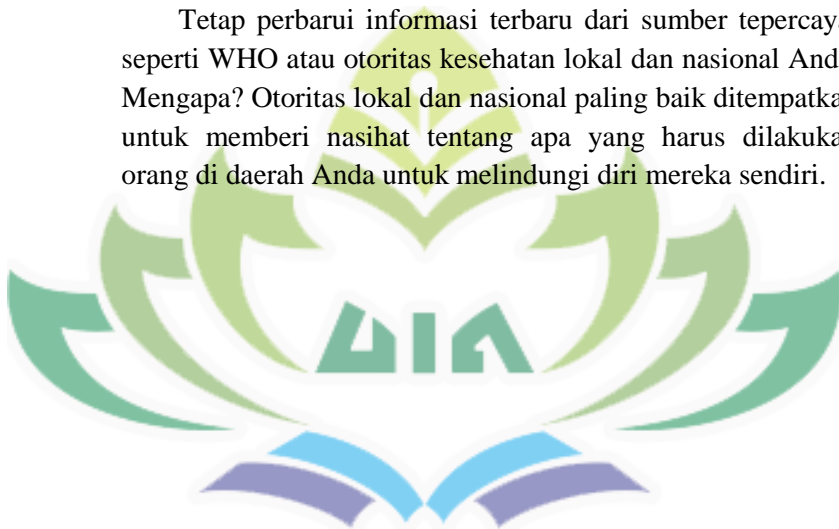 Tetap perbarui informasi terbaru dari sumber tepercay
seperti WHO atau otoritas kesehatan lokal dan nasional And
Mengapa? Otoritas lokal dan nasional paling baik ditempatka
untuk memberi nasihat tentang apa yang harus dilakuka
orang di daerah Anda untuk melindungi diri mereka sendiri.